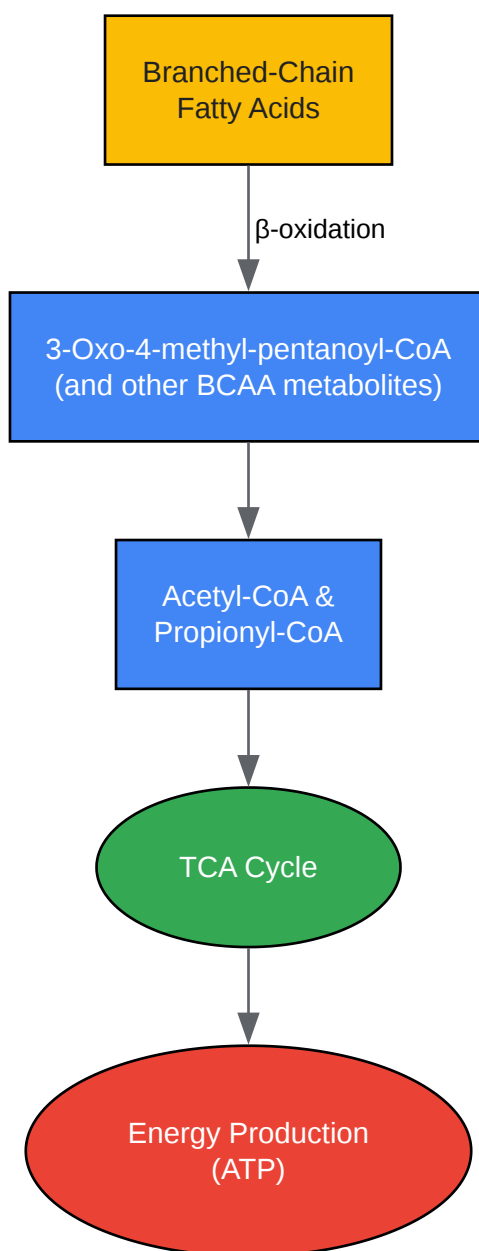 Branched-Chain
Fatty Acids
β-oxidation
3-Oxo-4-methyl-pentanoyl-CoA
(and other BCAA metabolites)
Acetyl-CoA &
Propionyl-CoA
TCA Cycle
Energy Production
(ATP)